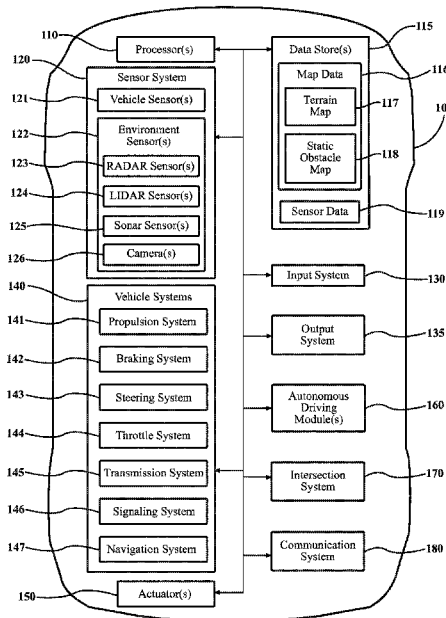 110
Processor(s)
120
Sensor System
121
Vehicle Sensor(s)
122
Environment
Sensor(s)
123
RADAR Sensor(s)
124
LIDAR Sensor(s)
125
Sonar Sensor(s)
126
Camera(s)
140
Vehicle Systems
141
Propulsion System
142
Braking System
143
Steering System
144
Throttle System
145
Transmission System
146
Signaling System
147
Navigation System
150
Actuator(s)
Data Store(s)
115
Map Data
116
Terrain
Map
117
Static
Obstacle
Map
118
Sensor Data
119
Input System
130
Output
System
135
Autonomous
Driving
Module(s)
160
Intersection
System
170
Communication
System
180